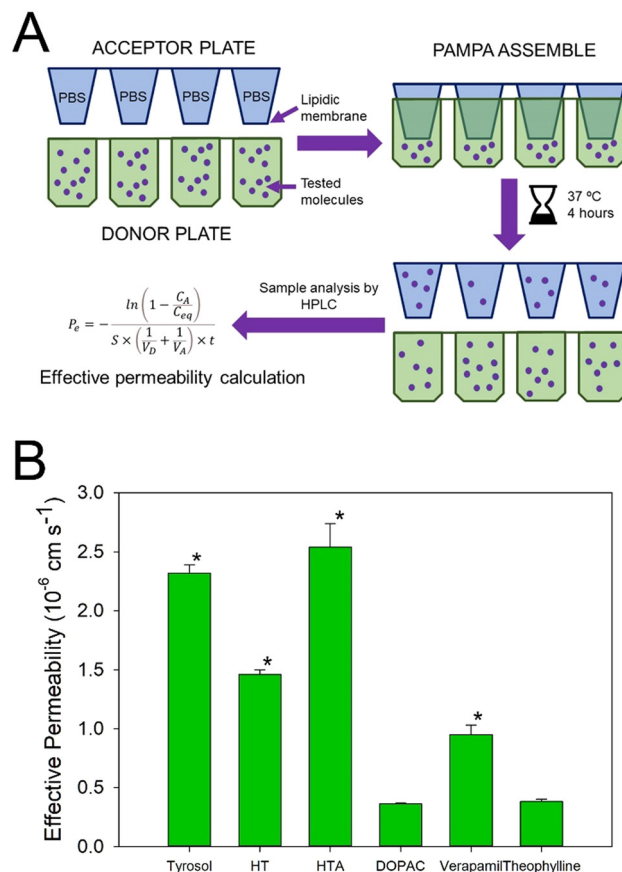 A
ACCEPTOR PLATE
PAMPA ASSEMBLE
PBS PBS PBS PBS
Lipidic
membrane
Tested
molecules
DONOR PLATE
37 ºC
4 hours
Sample analysis by
HPLC
P_e = - ln(1 - C_A/C_eq) / (S × (1/V_D + 1/V_A) × t)
Effective permeability calculation
B
Effective Permeability (10⁻⁶ cm s⁻¹)
3.0
2.5
2.0
1.5
1.0
0.5
0.0
* * * *
Tyrosol HT HTA DOPAC Verapamil Theophylline